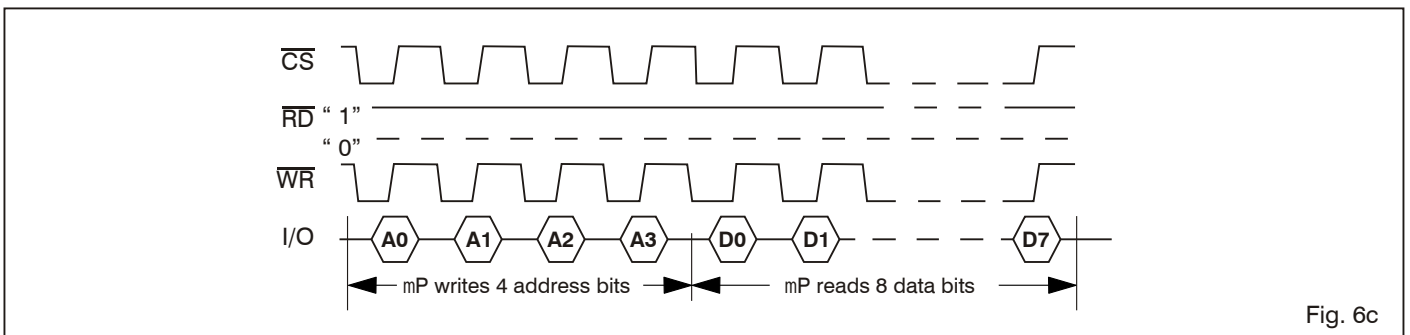 CS
RD “ 1”
“ 0”
WR
I/O A0 A1 A2 A3 D0 D1 D7
mP writes 4 address bits mP reads 8 data bits
Fig. 6c